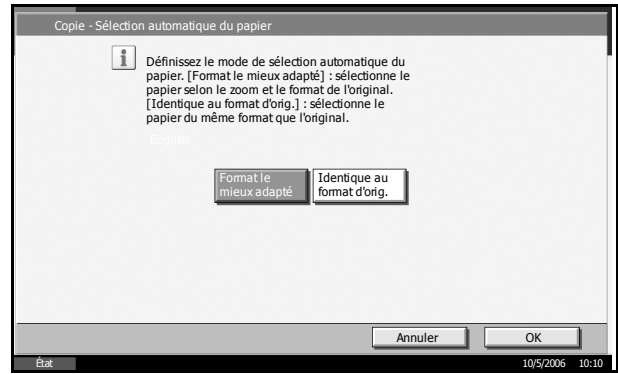 Copie - Sélection automatique du papier
Définissez le mode de sélection automatique du
papier. [Format le mieux adapté] : sélectionne le
papier selon le zoom et le format de l'original.
[Identique au format d'orig.] : sélectionne le
papier du même format que l'original.
English
Format le
mieux adapté
Identique au
format d'orig.
Annuler
OK
État
10/5/2006 10:10